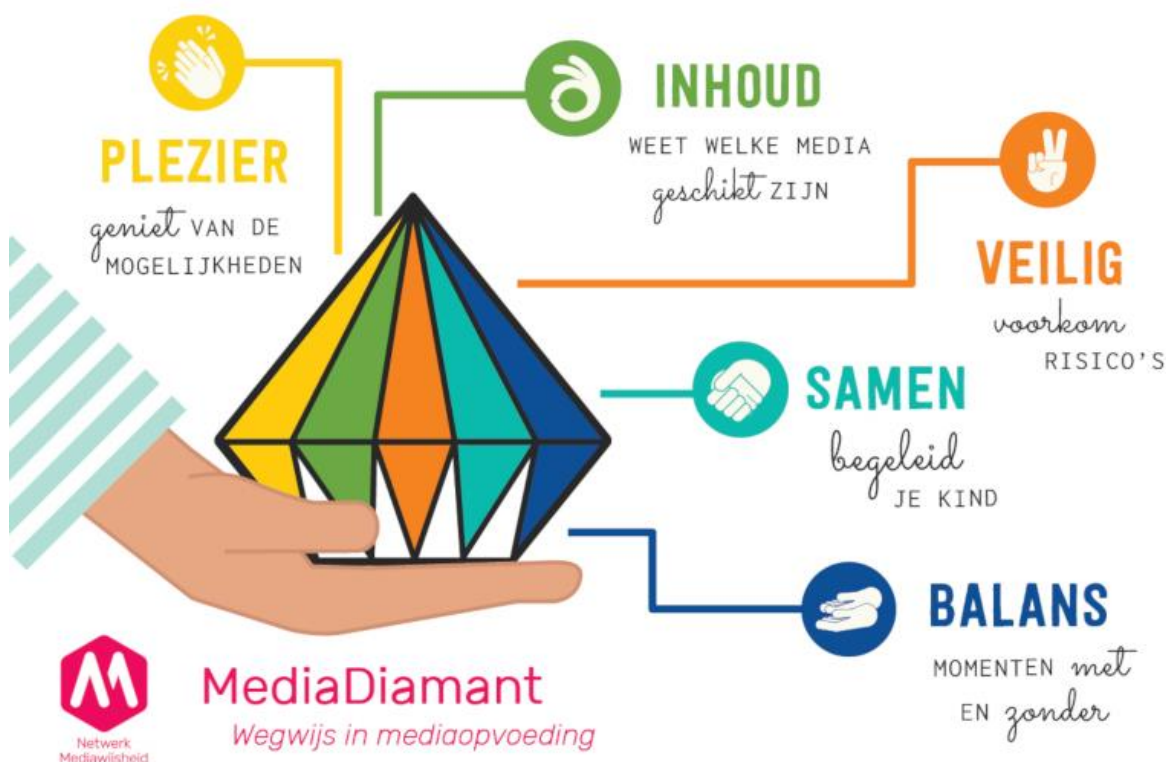 PLEZIER
geniet VAN DE
MOGELIJKHEDEN
INHOUD
WEET WELKE MEDIA
geschikt ZIJN
VEILIG
voorkom
RISICO'S
SAMEN
begeleid
JE KIND
BALANS
MOMENTEN met
EN zonder
MediaDiamant
Wegwijs in mediaopvoeding
Netwerk
Mediawijsheid